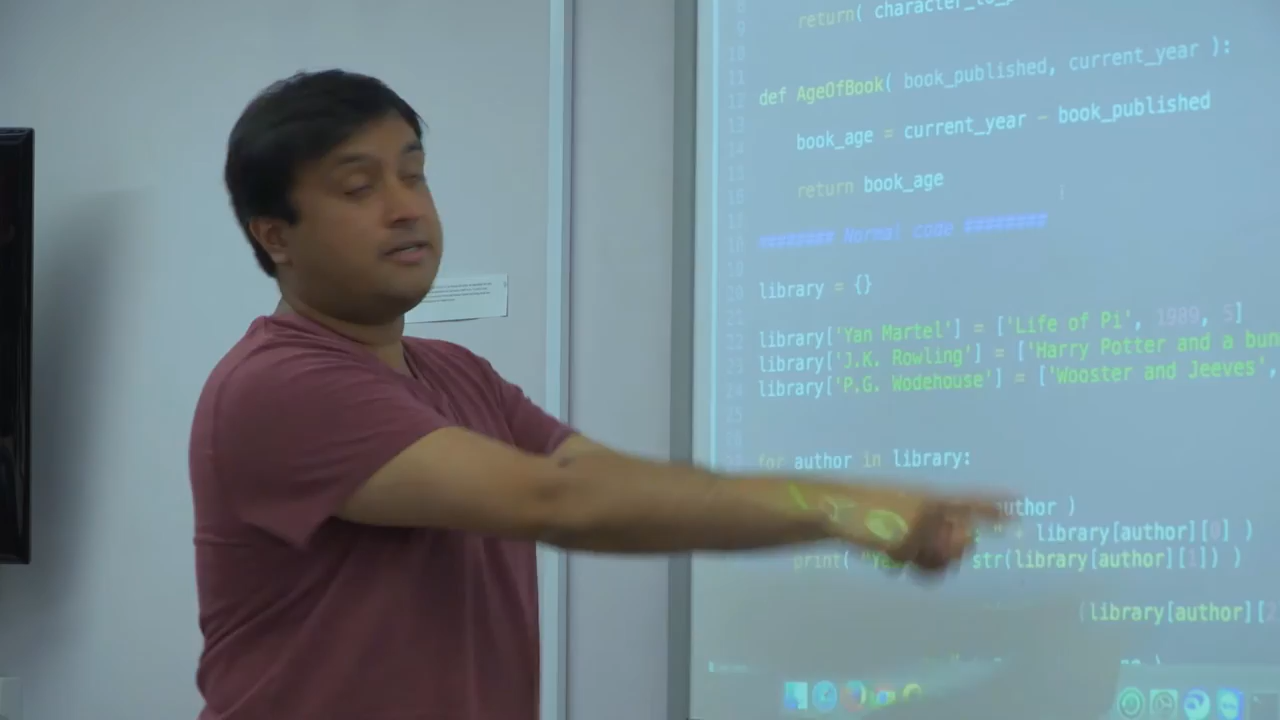 return( character_to_
def AgeOfBook( book_published, current_year ):
book_age = current_year - book_published
return book_age
######## Normal code ########
library = {}
library['Yan Martel'] = ['Life of Pi', 1989, 5]
library['J.K. Rowling'] = ['Harry Potter and a bun
library['P.G. Wodehouse'] = ['Wooster and Jeeves',
for author in library:
author )
" + library[author][0] )
print( "Ye str(library[author][1]) )
(library[author][2